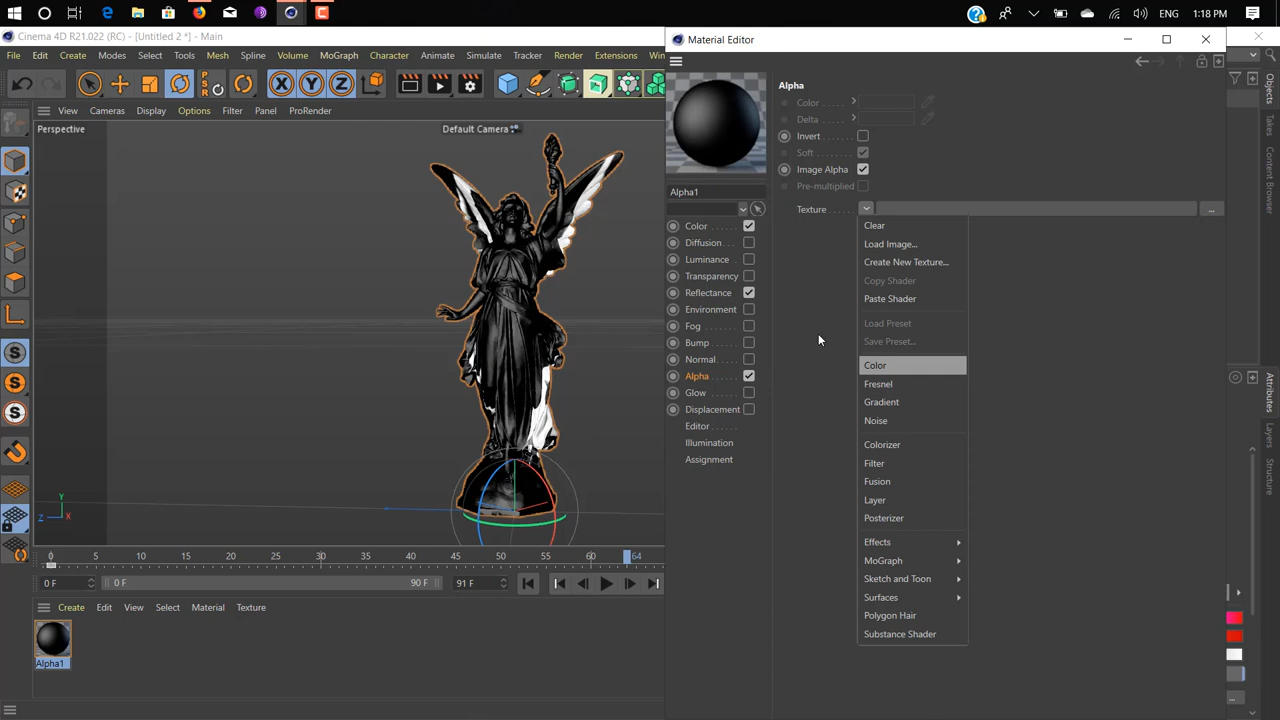 ENG 1:18 PM
Cinema 4D R21.022 (RC) - [Untitled 2 *] - Main
Material Editor
File Edit Create Modes Select Tools Mesh Spline Volume MoGraph Character Animate Simulate Tracker Render Extensions
X Y Z
PSR
View Cameras Display Options Filter Panel ProRender
Perspective
Default Camera
Alpha
Color
Delta
Invert
Soft
Image Alpha
Pre-multiplied
Alpha1
Texture
...
Color
Diffusion
Luminance
Transparency
Reflectance
Environment
Fog
Bump
Normal
Alpha
Glow
Displacement
Editor
Illumination
Assignment
Clear
Load Image...
Create New Texture...
Copy Shader
Paste Shader
Load Preset
Save Preset...
Color
Fresnel
Gradient
Noise
Colorizer
Filter
Fusion
Layer
Posterizer
Effects
MoGraph
Sketch and Toon
Surfaces
Polygon Hair
Substance Shader
Objects
Takes
Content Browser
Attributes
Layers
Structure
Y
Z X
0 5 10 15 20 25 30 35 40 45 50 55 60 64
0 F 0 F 90 F 91 F
Create Edit View Select Material Texture
Alpha1